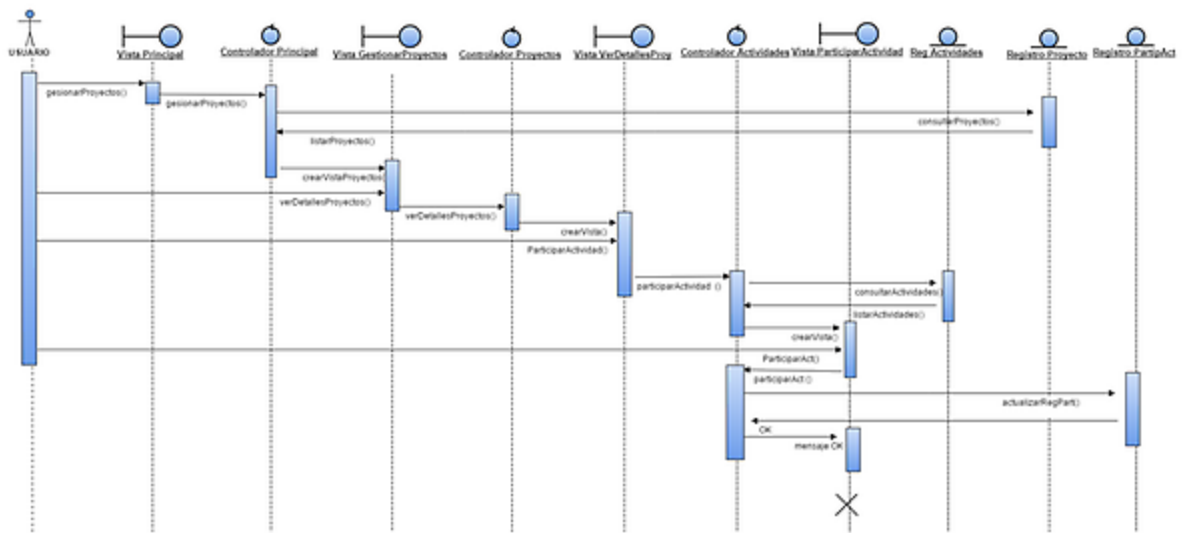 USUARIO
Vista Principal
Controlador Principal
Vista GestionarProyectos
Controlador Proyectos
Vista VerDetallesProy
Controlador Actividades
Vista ParticiparActividad
Reg Actividades
Registro Proyecto
Registro PartipAct
gesionarProyectos()
gesionarProyectos()
consultarProyectos()
listarProyectos()
crearVistaProyectos
verDetallesProyectos()
verDetallesProyectos()
crearVista()
ParticiparActividad()
participarActividad ()
consultarActividades()
listarActividades()
crearVista()
ParticiparAct()
participarAct ()
actualizarRegPart()
OK
mensaje OK